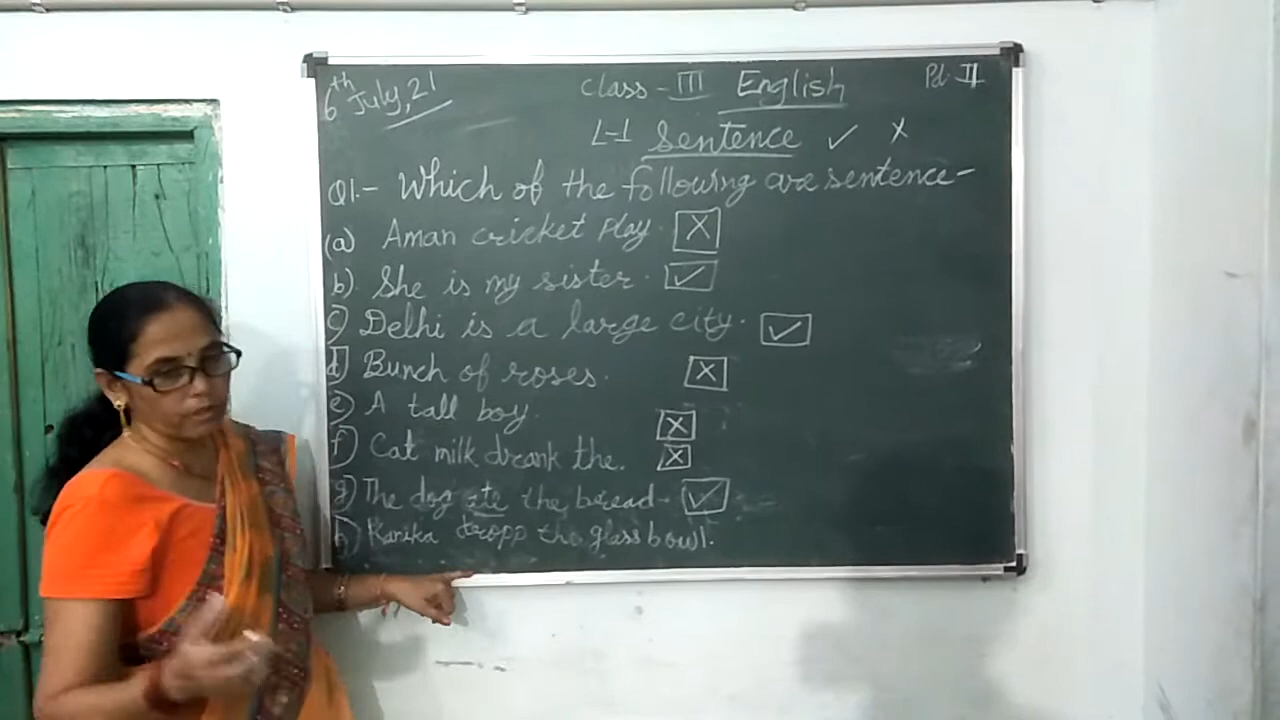 6th July, 21
Class - III English
Pd. II
L-1 Sentence ✓ X
Q1.- Which of the following are sentence-
(a) Aman cricket Play. X
b) She is my sister. ✓
c) Delhi is a large city. ✓
d) Bunch of roses. X
e) A tall boy. X
f) Cat milk drank the. X
g) The dog ate the bread- ✓
h) Kanika dropp the glass bowl.